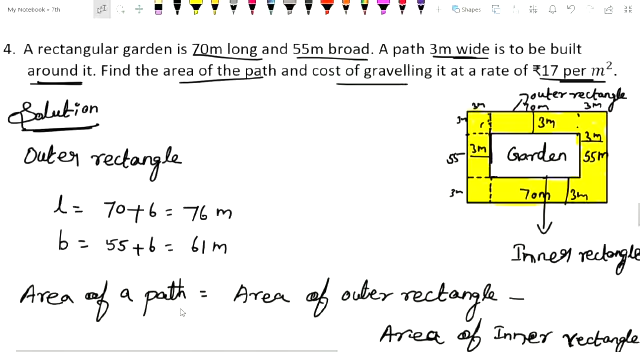 My Notebook • 7th
Shapes
4. A rectangular garden is 70m long and 55m broad. A path 3m wide is to be built
around it. Find the area of the path and cost of gravelling it at a rate of ₹17 per m².
Solution
outer rectangle
3m 70m 3m
3m 3m
3m
55 3m Garden 55m
3m 70m 3m
Inner rectangle
Outer rectangle
l = 70+6 = 76 m
b = 55+6 = 61 m
Area of a path = Area of outer rectangle –
Area of Inner rectangle